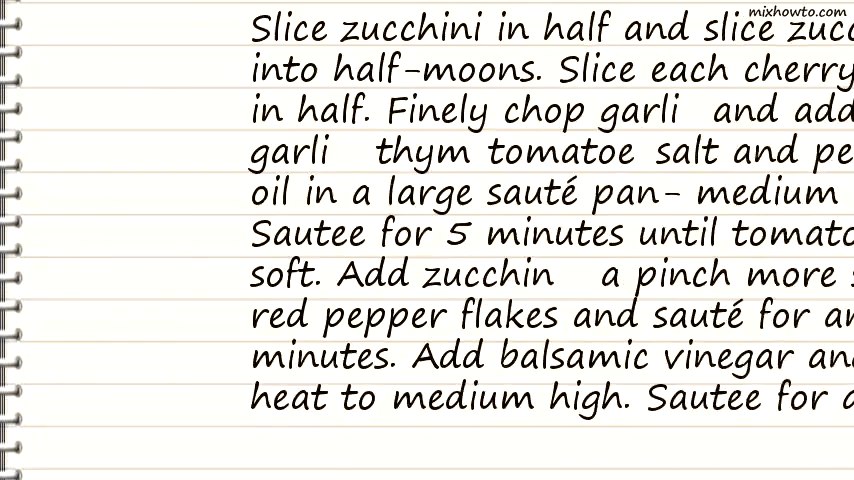 mixhowto.com
Slice zucchini in half and slice zucc
into half-moons. Slice each cherry
in half. Finely chop garli and add
garli thym tomatoe salt and pe
oil in a large sauté pan- medium
Sautee for 5 minutes until tomato
soft. Add zucchin a pinch more s
red pepper flakes and sauté for an
minutes. Add balsamic vinegar and
heat to medium high. Sautee for a